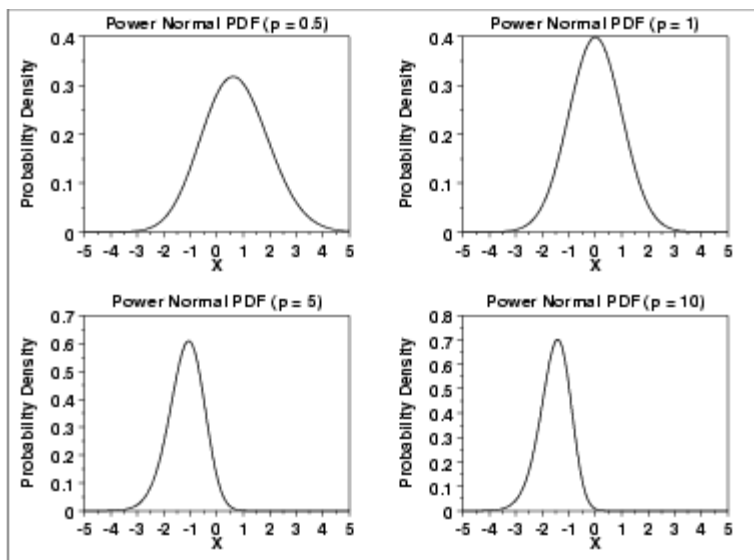 Power Normal PDF (p = 0.5)
Probability Density
0.4
0.3
0.2
0.1
0
-5 -4 -3 -2 -1 0 1 2 3 4 5
X
Power Normal PDF (p = 1)
Probability Density
0.4
0.3
0.2
0.1
0
-5 -4 -3 -2 -1 0 1 2 3 4 5
X
Power Normal PDF (p = 5)
Probability Density
0.7
0.6
0.5
0.4
0.3
0.2
0.1
0
-5 -4 -3 -2 -1 0 1 2 3 4 5
X
Power Normal PDF (p = 10)
Probability Density
0.8
0.7
0.6
0.5
0.4
0.3
0.2
0.1
0
-5 -4 -3 -2 -1 0 1 2 3 4 5
X